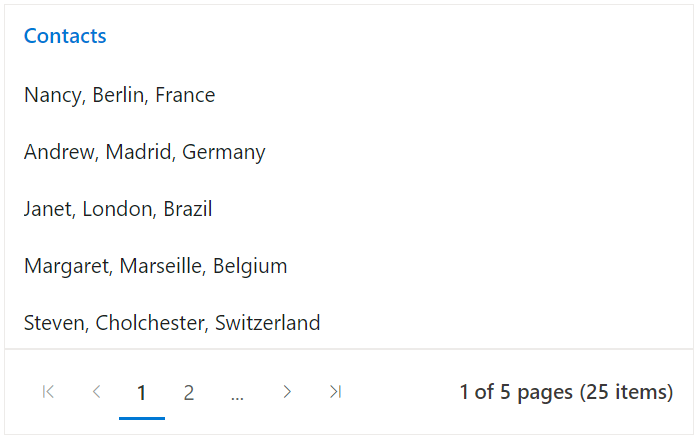 Contacts
Nancy, Berlin, France
Andrew, Madrid, Germany
Janet, London, Brazil
Margaret, Marseille, Belgium
Steven, Cholchester, Switzerland
1 2 ... 1 of 5 pages (25 items)